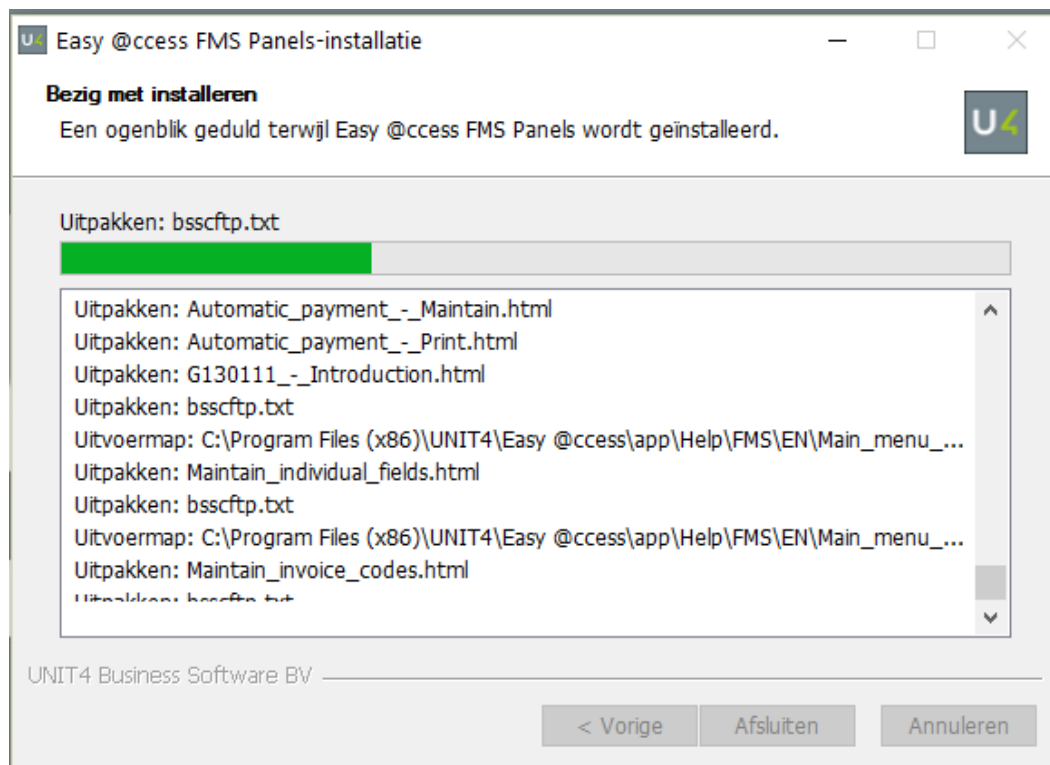 U4 Easy @ccess FMS Panels-installatie
Bezig met installeren
Een ogenblik geduld terwijl Easy @ccess FMS Panels wordt geïnstalleerd.
U4
Uitpakken: bsscftp.txt
Uitpakken: Automatic_payment_-_Maintain.html
Uitpakken: Automatic_payment_-_Print.html
Uitpakken: G130111_-_Introduction.html
Uitpakken: bsscftp.txt
Uitvoermap: C:\Program Files (x86)\UNIT4\Easy @ccess\app\Help\FMS\EN\Main_menu_...
Uitpakken: Maintain_individual_fields.html
Uitpakken: bsscftp.txt
Uitvoermap: C:\Program Files (x86)\UNIT4\Easy @ccess\app\Help\FMS\EN\Main_menu_...
Uitpakken: Maintain_invoice_codes.html
Uitpakken: bsscftp.txt
UNIT4 Business Software BV
< Vorige Afsluiten Annuleren